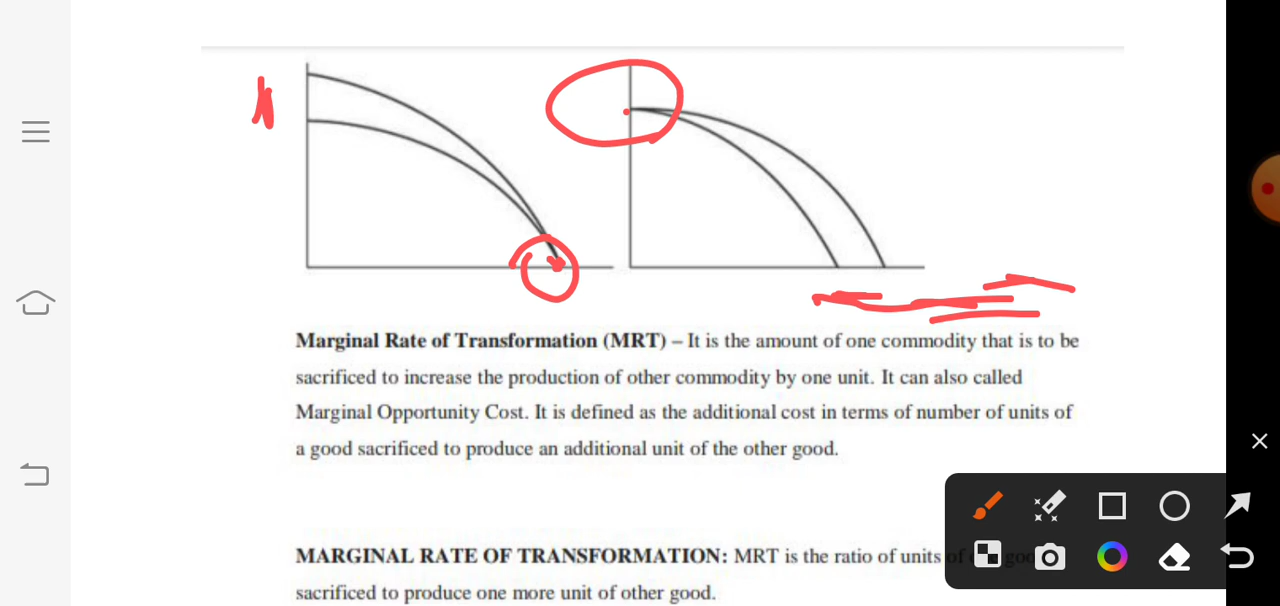 Marginal Rate of Transformation (MRT) – It is the amount of one commodity that is to be
sacrificed to increase the production of other commodity by one unit. It can also called
Marginal Opportunity Cost. It is defined as the additional cost in terms of number of units of
a good sacrificed to produce an additional unit of the other good.
MARGINAL RATE OF TRANSFORMATION: MRT is the ratio of units
sacrificed to produce one more unit of other good.